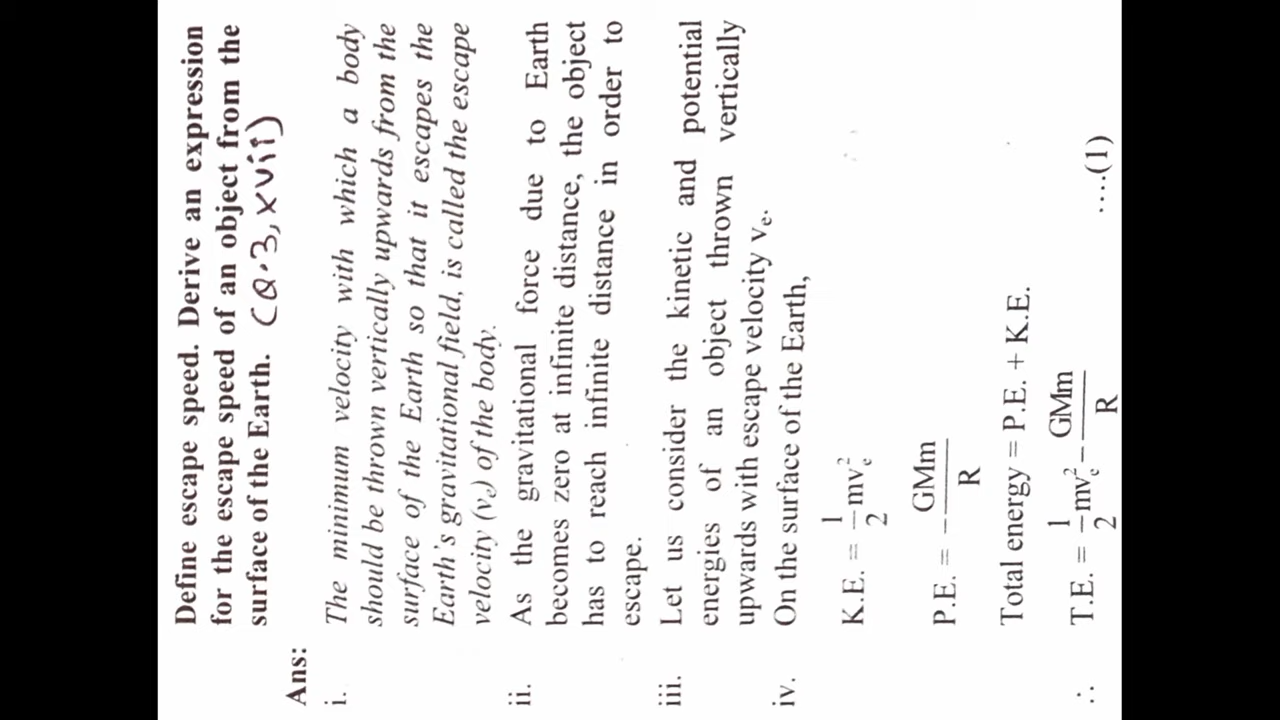 Define escape speed. Derive an expression
for the escape speed of an object from the
surface of the Earth. (Q.3, xvii)
Ans:
i. The minimum velocity with which a body
should be thrown vertically upwards from the
surface of the Earth so that it escapes the
Earth's gravitational field, is called the escape
velocity (vₑ) of the body.
ii. As the gravitational force due to Earth
becomes zero at infinite distance, the object
has to reach infinite distance in order to
escape.
iii. Let us consider the kinetic and potential
energies of an object thrown vertically
upwards with escape velocity vₑ.
iv. On the surface of the Earth,
K.E. = 1/2 mvₑ²
P.E. = - GMm/R
Total energy = P.E. + K.E.
∴ T.E. = 1/2 mvₑ² - GMm/R ....(1)